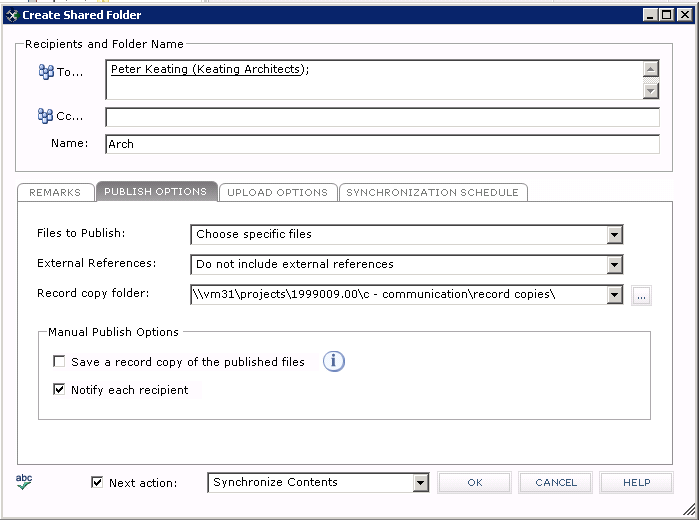 Create Shared Folder
Recipients and Folder Name
To...
Peter Keating (Keating Architects);
Cc...
Name:
Arch
REMARKS
PUBLISH OPTIONS
UPLOAD OPTIONS
SYNCHRONIZATION SCHEDULE
Files to Publish:
Choose specific files
External References:
Do not include external references
Record copy folder:
\\vm31\projects\1999009.00\c - communication\record copies\
...
Manual Publish Options
Save a record copy of the published files
i
Notify each recipient
abc
Next action:
Synchronize Contents
OK
CANCEL
HELP